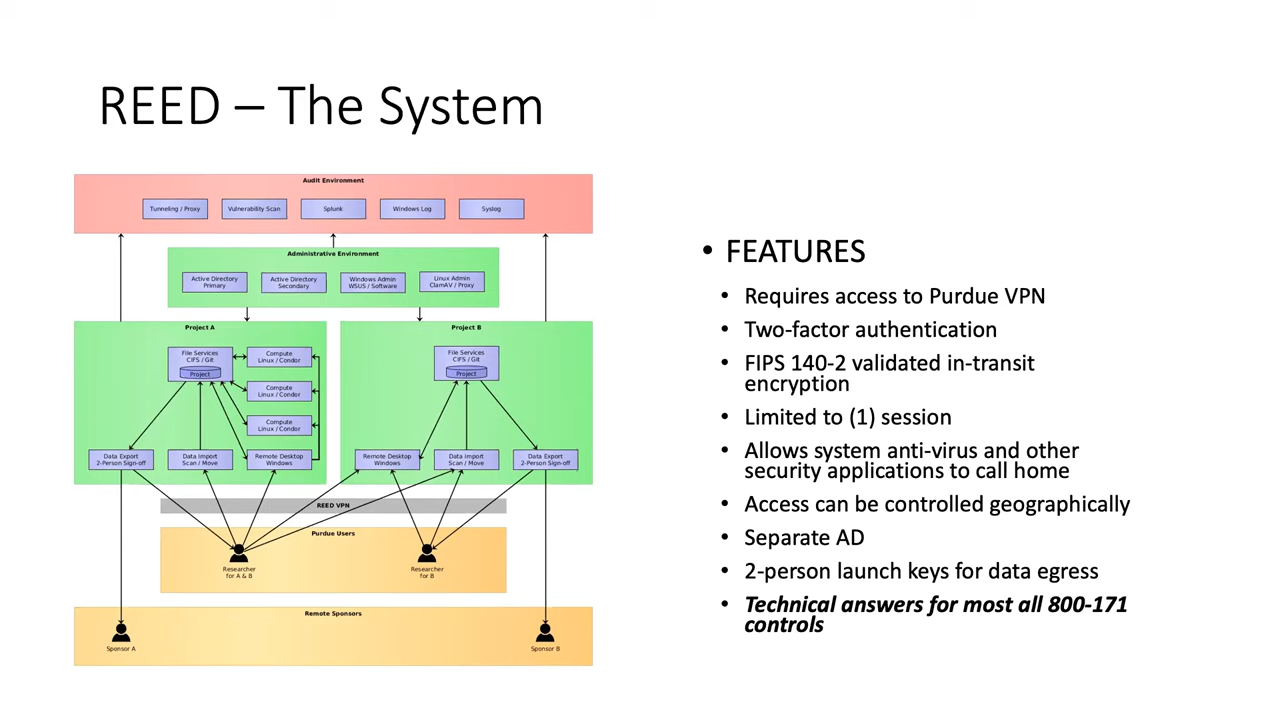 REED – The System
Audit Environment
Tunneling / Proxy
Vulnerability Scan
Splunk
Windows Log
Syslog
Administrative Environment
Active Directory
Primary
Active Directory
Secondary
Windows Admin
WSUS / Software
Linux Admin
ClamAV / Proxy
Project A
File Services
CIFS / Git
Project
Compute
Linux / Condor
Compute
Linux / Condor
Compute
Linux / Condor
Data Export
2-Person Sign-off
Data Import
Scan / Move
Remote Desktop
Windows
Project B
File Services
CIFS / Git
Project
Remote Desktop
Windows
Data Import
Scan / Move
Data Export
2-Person Sign-off
REED VPN
Purdue Users
Researcher
for A & B
Researcher
for B
Remote Sponsors
Sponsor A
Sponsor B
• FEATURES
• Requires access to Purdue VPN
• Two-factor authentication
• FIPS 140-2 validated in-transit
encryption
• Limited to (1) session
• Allows system anti-virus and other
security applications to call home
• Access can be controlled geographically
• Separate AD
• 2-person launch keys for data egress
• Technical answers for most all 800-171
controls